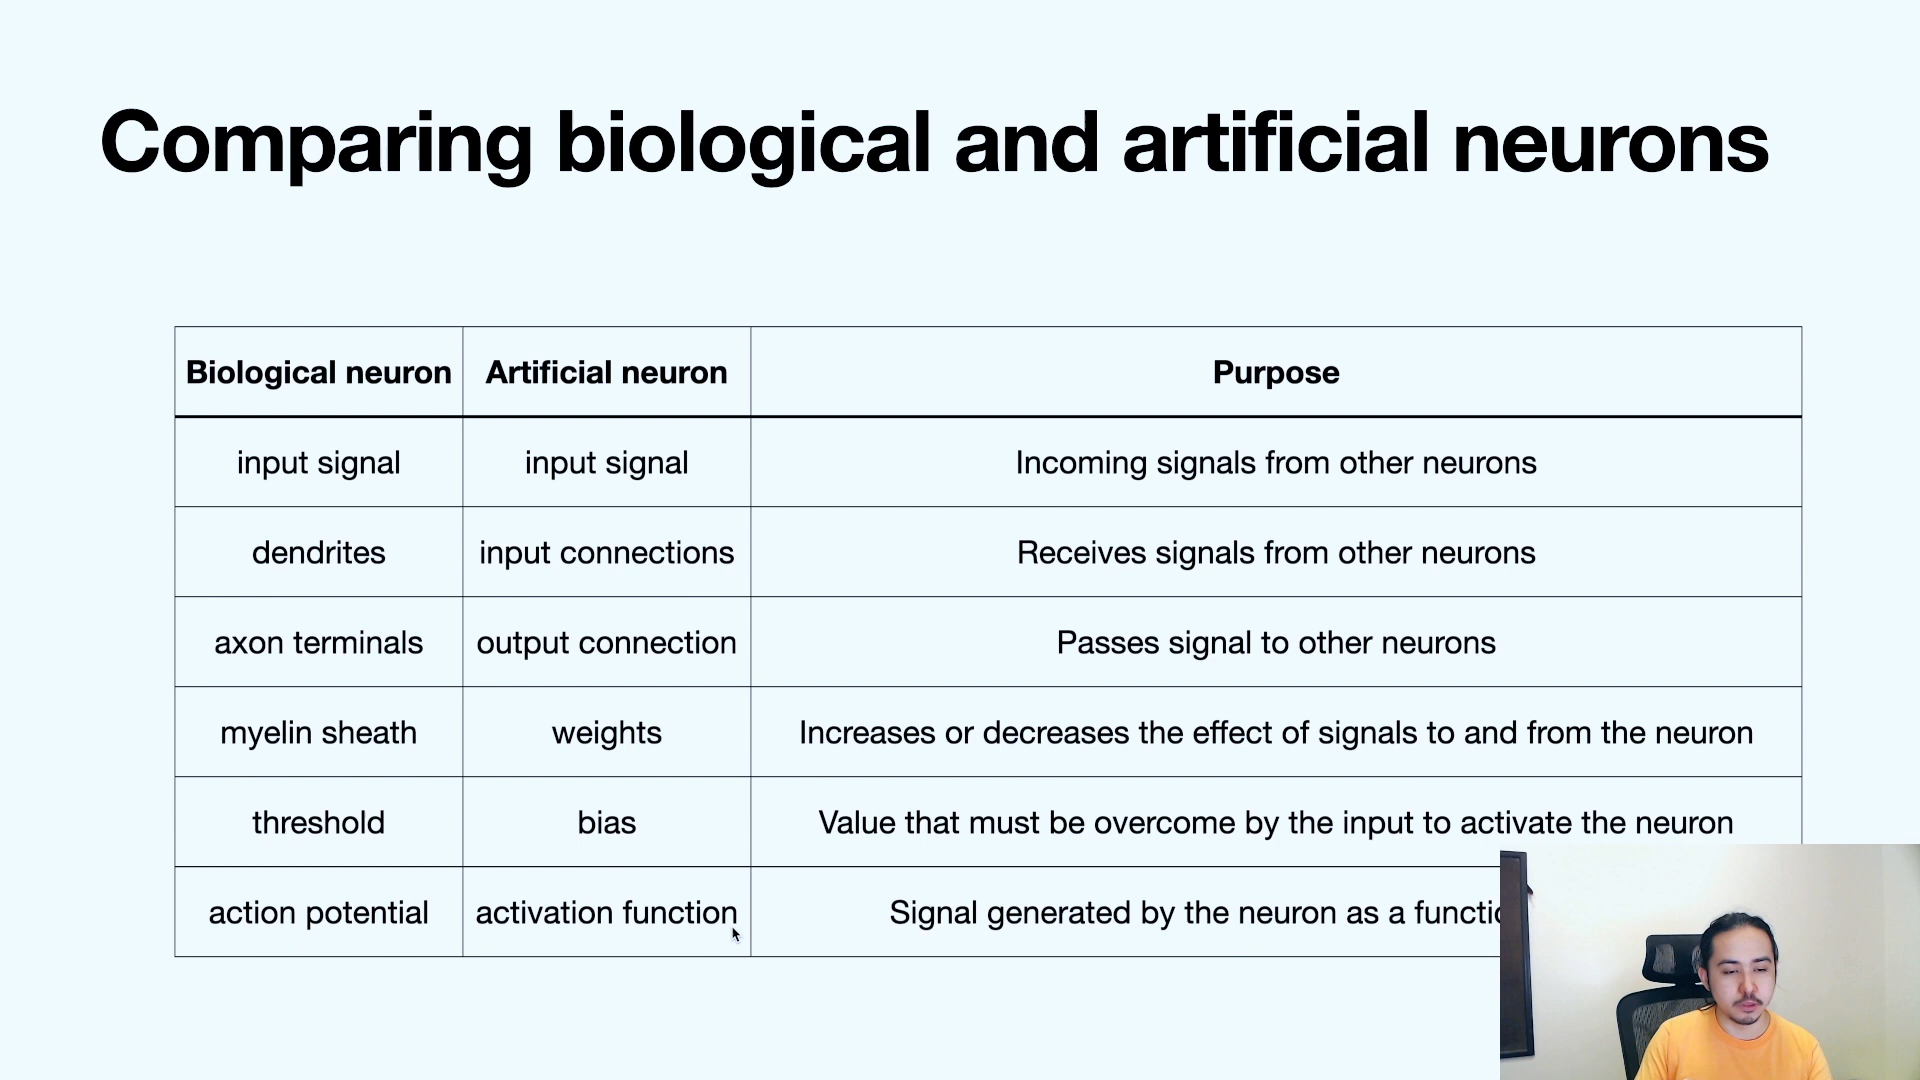 Comparing biological and artificial neurons
Biological neuron Artificial neuron Purpose
input signal input signal Incoming signals from other neurons
dendrites input connections Receives signals from other neurons
axon terminals output connection Passes signal to other neurons
myelin sheath weights Increases or decreases the effect of signals to and from the neuron
threshold bias Value that must be overcome by the input to activate the neuron
action potential activation function Signal generated by the neuron as a